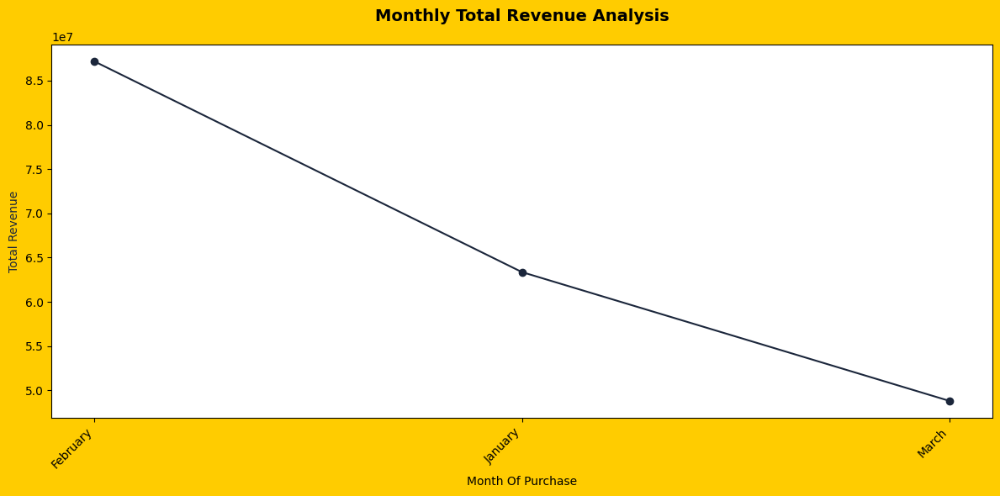 Monthly Total Revenue Analysis
1e7
8.5
8.0
7.5
7.0
6.5
6.0
5.5
5.0
Total Revenue
February
January
March
Month Of Purchase